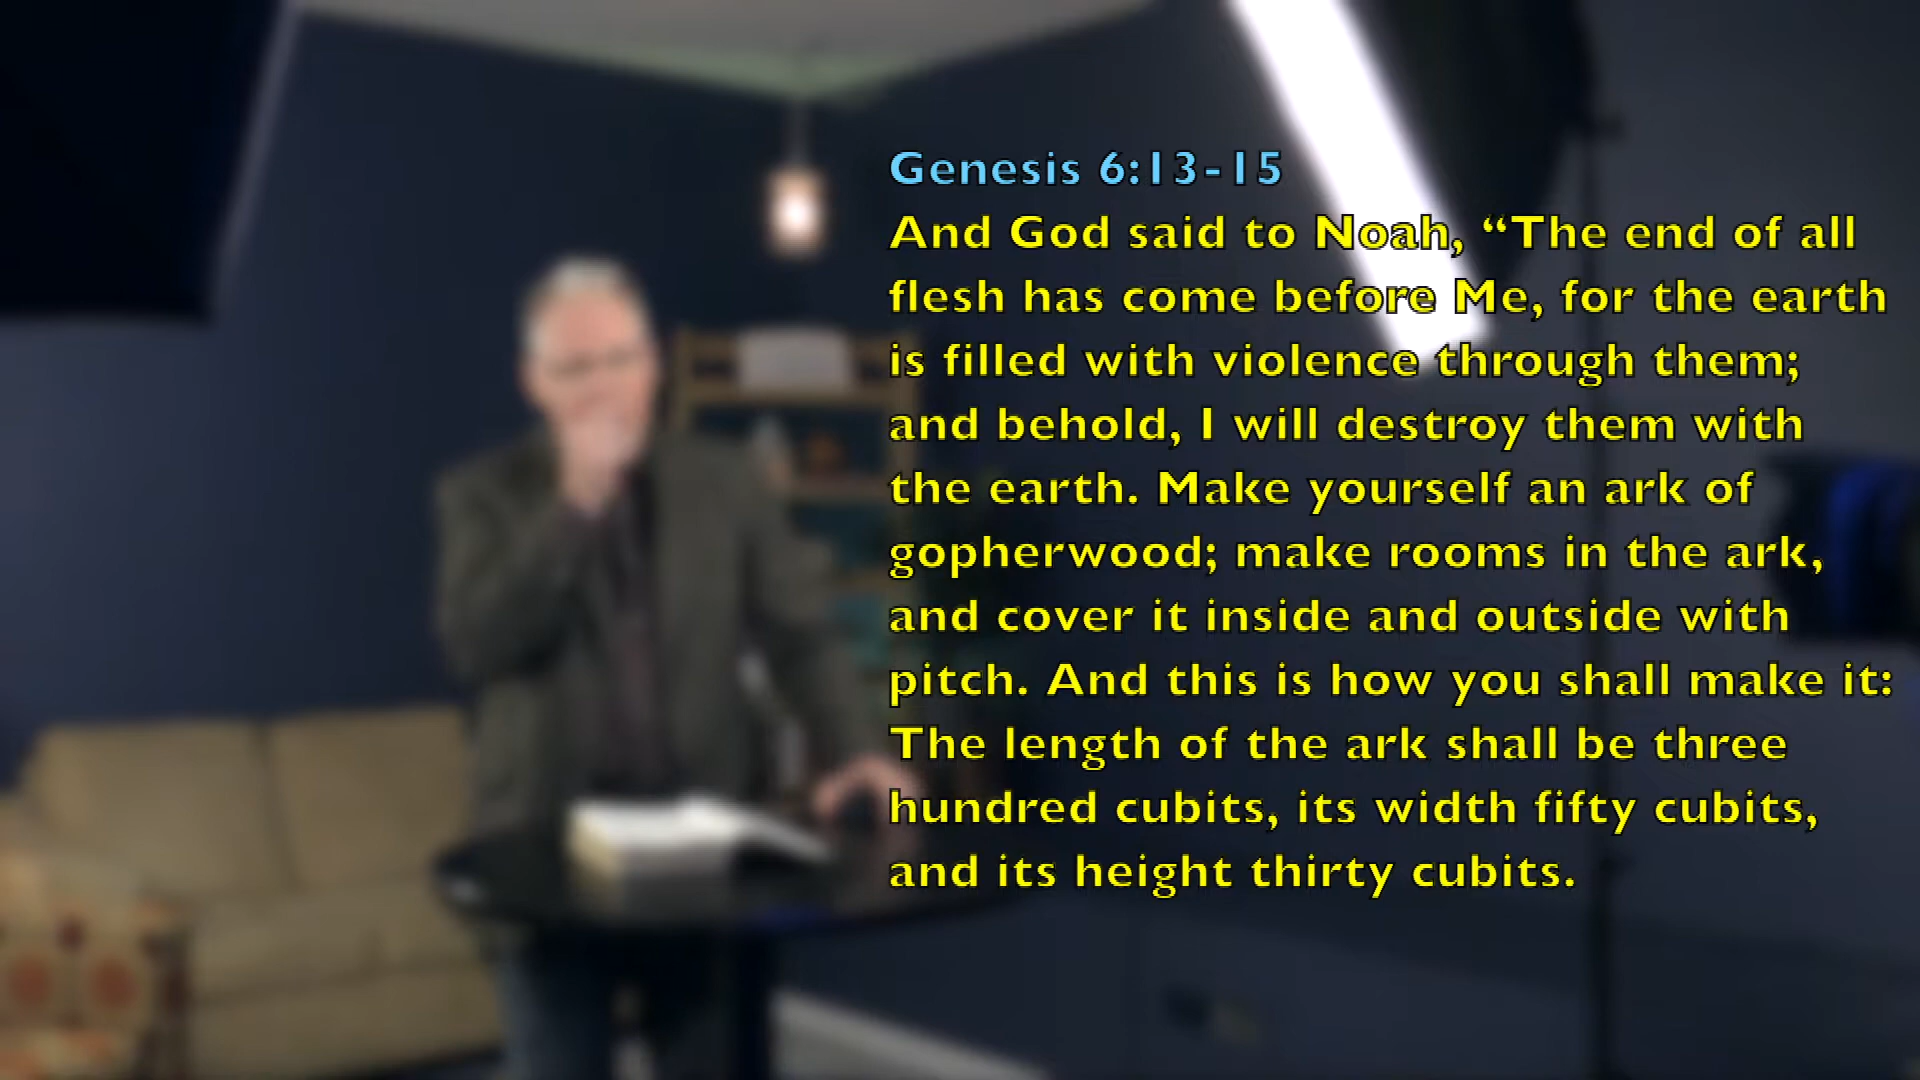 Genesis 6:13-15
And God said to Noah, “The end of all
flesh has come before Me, for the earth
is filled with violence through them;
and behold, I will destroy them with
the earth. Make yourself an ark of
gopherwood; make rooms in the ark,
and cover it inside and outside with
pitch. And this is how you shall make it:
The length of the ark shall be three
hundred cubits, its width fifty cubits,
and its height thirty cubits.